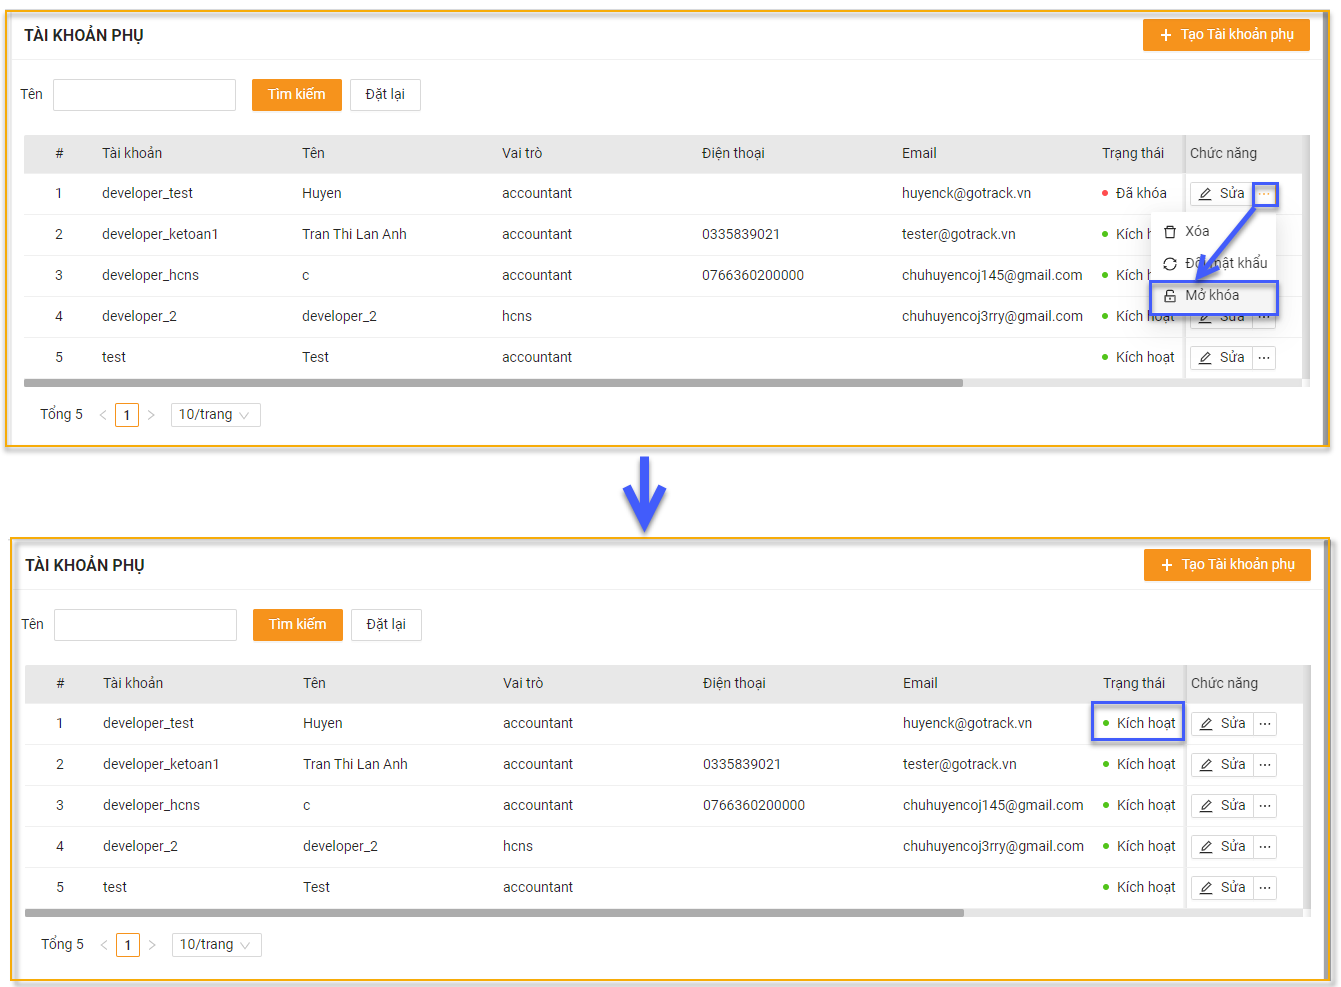 TÀI KHOẢN PHỤ
+ Tạo Tài khoản phụ
Tên
Tìm kiếm
Đặt lại
# Tài khoản Tên Vai trò Điện thoại Email Trạng thái Chức năng
1 developer_test Huyen accountant huyenck@gotrack.vn Đã khóa Sửa ...
2 developer_ketoan1 Tran Thi Lan Anh accountant 0335839021 tester@gotrack.vn Kích
Xóa
3 developer_hcns c accountant 0766360200000 chuhuyencoj145@gmail.com Kích
mật khẩu
Mở khóa
4 developer_2 developer_2 hcns chuhuyencoj3rry@gmail.com Kích hoạt Sửa ...
5 test Test accountant Kích hoạt Sửa ...
Tổng 5 < 1 > 10/trang
TÀI KHOẢN PHỤ
+ Tạo Tài khoản phụ
Tên
Tìm kiếm
Đặt lại
# Tài khoản Tên Vai trò Điện thoại Email Trạng thái Chức năng
1 developer_test Huyen accountant huyenck@gotrack.vn Kích hoạt Sửa ...
2 developer_ketoan1 Tran Thi Lan Anh accountant 0335839021 tester@gotrack.vn Kích hoạt Sửa ...
3 developer_hcns c accountant 0766360200000 chuhuyencoj145@gmail.com Kích hoạt Sửa ...
4 developer_2 developer_2 hcns chuhuyencoj3rry@gmail.com Kích hoạt Sửa ...
5 test Test accountant Kích hoạt Sửa ...
Tổng 5 < 1 > 10/trang